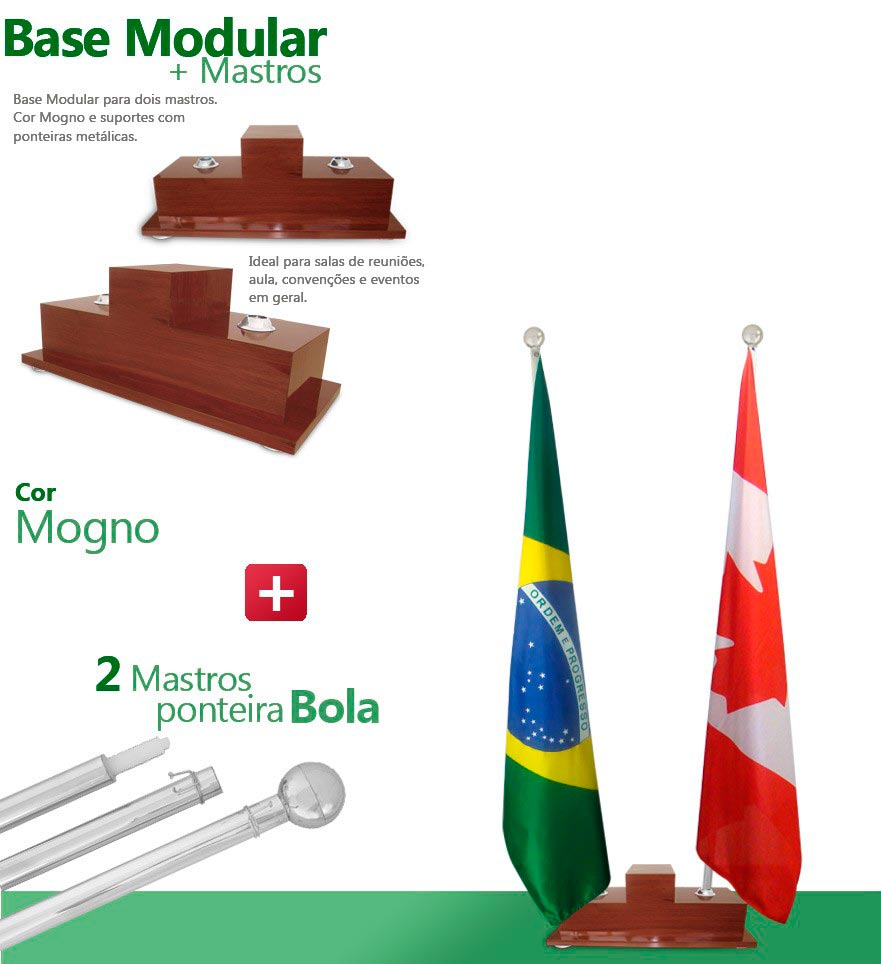 Base Modular
+ Mastros
Base Modular para dois mastros.
Cor Mogno e suportes com
ponteiras metálicas.
Ideal para salas de reuniões,
aula, convenções e eventos
em geral.
Cor
Mogno
+
2 Mastros
ponteira Bola
ORDEM E PROGRESSO